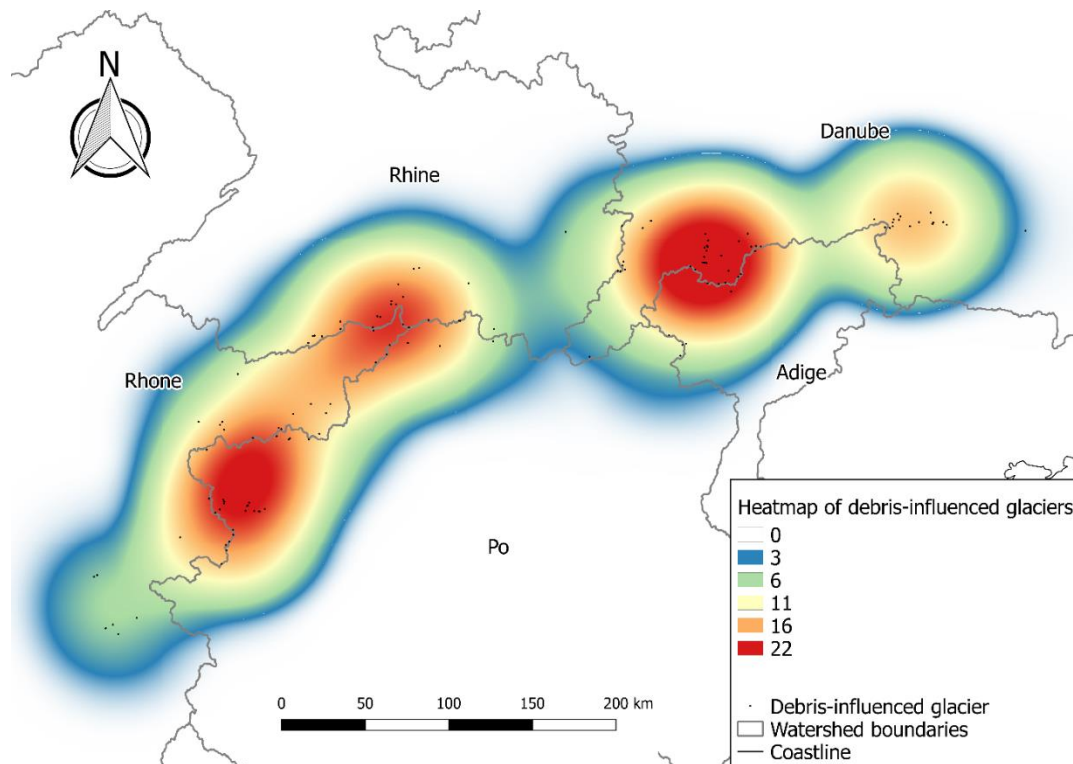 N
Danube
Rhine
Rhone
Adige
Po
Heatmap of debris-influenced glaciers
0
3
6
11
16
22
Debris-influenced glacier
Watershed boundaries
Coastline
0 50 100 150 200 km